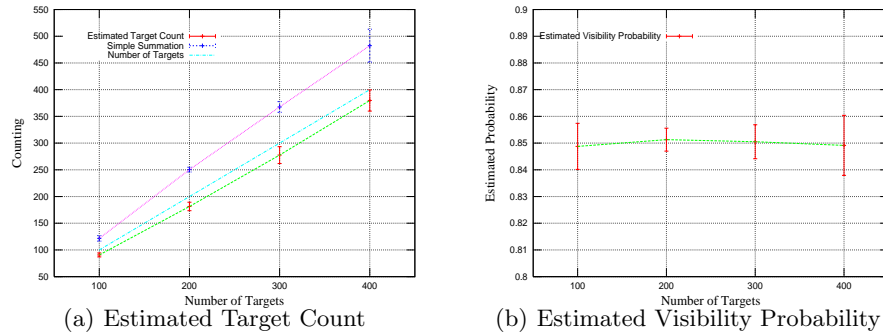 550
500
450
400
350
300
250
200
150
100
50
Counting
Estimated Target Count
Simple Summation
Number of Targets
100 200 300 400
Number of Targets
(a) Estimated Target Count
0.9
0.89
0.88
0.87
0.86
0.85
0.84
0.83
0.82
0.81
0.8
Estimated Probability
Estimated Visibility Probability
100 200 300 400
Number of Targets
(b) Estimated Visibility Probability